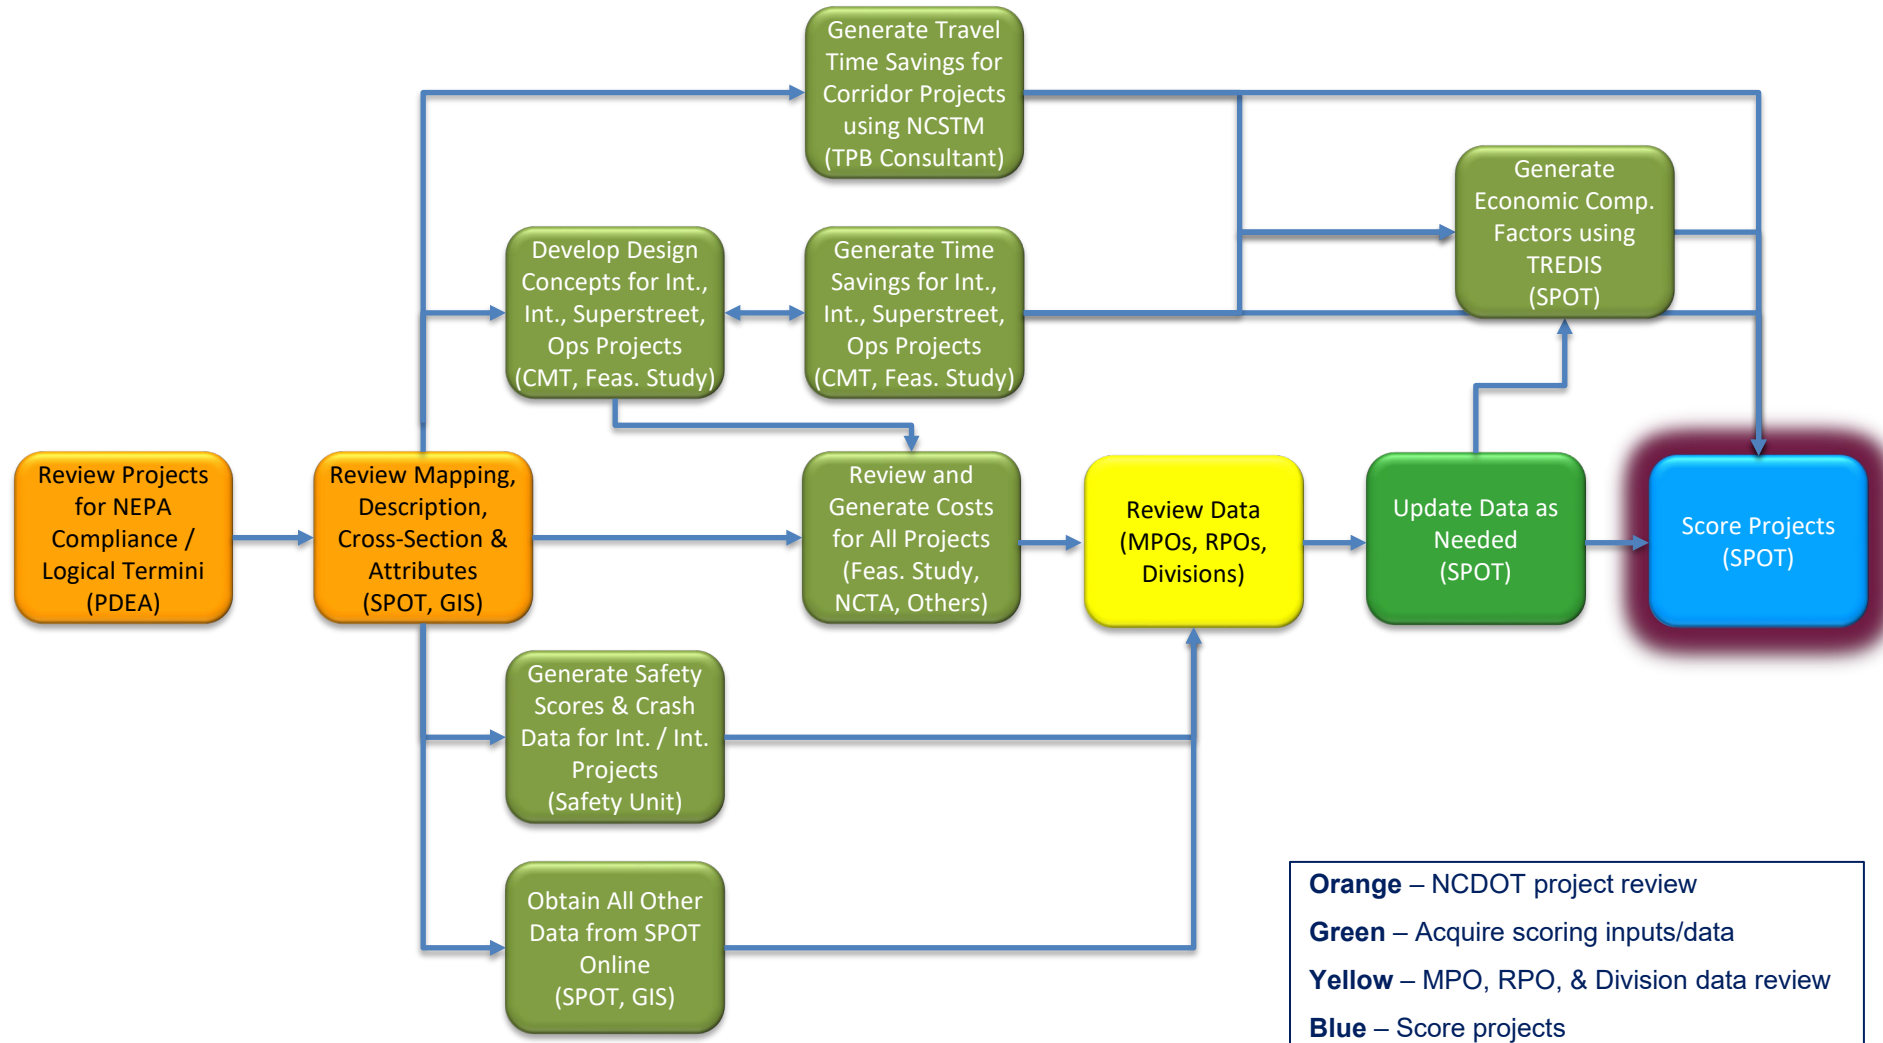 Generate Travel
Time Savings for
Corridor Projects
using NCSTM
(TPB Consultant)
Generate
Economic Comp.
Factors using
TREDIS
(SPOT)
Develop Design
Concepts for Int.,
Int., Superstreet,
Ops Projects
(CMT, Feas. Study)
Generate Time
Savings for Int.,
Int., Superstreet,
Ops Projects
(CMT, Feas. Study)
Review Projects
for NEPA
Compliance /
Logical Termini
(PDEA)
Review Mapping,
Description,
Cross-Section &
Attributes
(SPOT, GIS)
Review and
Generate Costs
for All Projects
(Feas. Study,
NCTA, Others)
Review Data
(MPOs, RPOs,
Divisions)
Update Data as
Needed
(SPOT)
Score Projects
(SPOT)
Generate Safety
Scores & Crash
Data for Int. / Int.
Projects
(Safety Unit)
Obtain All Other
Data from SPOT
Online
(SPOT, GIS)
Orange – NCDOT project review
Green – Acquire scoring inputs/data
Yellow – MPO, RPO, & Division data review
Blue – Score projects